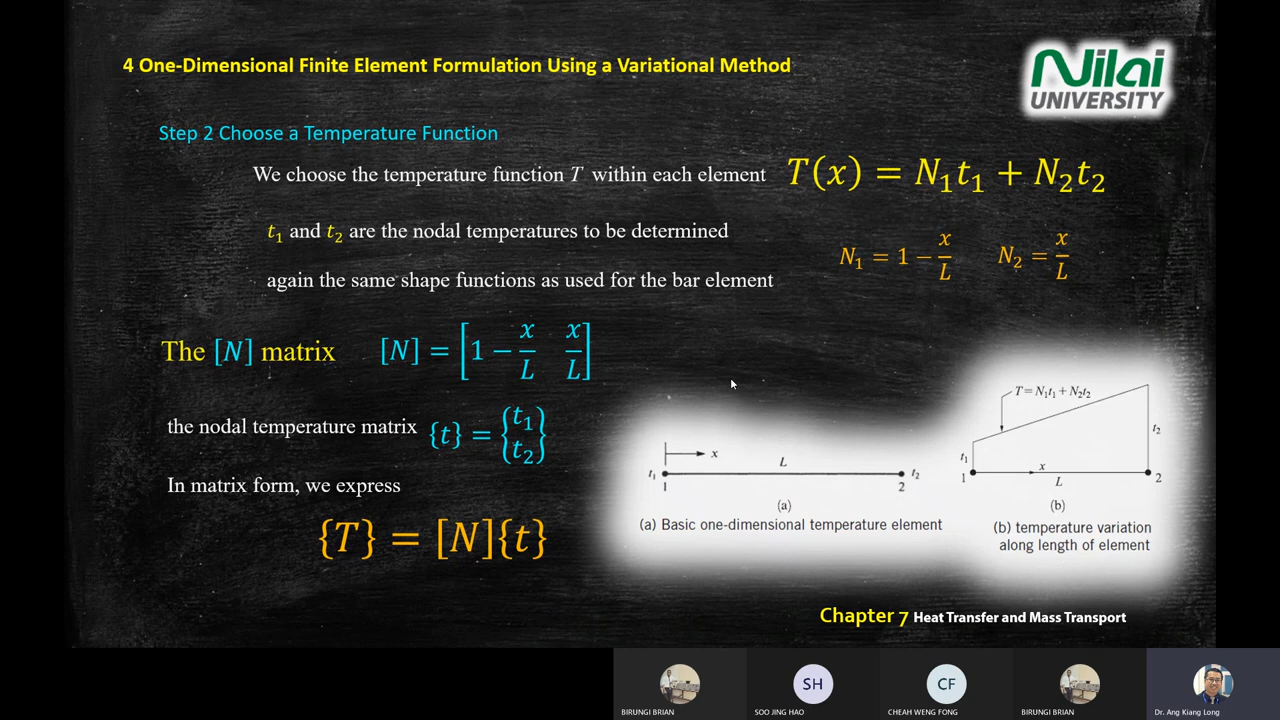 4 One-Dimensional Finite Element Formulation Using a Variational Method
Nilai
UNIVERSITY
Step 2 Choose a Temperature Function
We choose the temperature function T within each element T(x) = N₁t₁ + N₂t₂
t₁ and t₂ are the nodal temperatures to be determined
N₁ = 1 − x/L N₂ = x/L
again the same shape functions as used for the bar element
The [N] matrix [N] = [1 − x/L x/L]
the nodal temperature matrix {t} = {t₁ t₂}
In matrix form, we express
{T} = [N]{t}
x
L
t₁ t₂
1 2
(a)
(a) Basic one-dimensional temperature element
T = N₁t₁ + N₂t₂
t₁ t₂
x
1 2
L
(b)
(b) temperature variation
along length of element
Chapter 7 Heat Transfer and Mass Transport
SH
CF
BIRUNGI BRIAN
SOO JING HAO
CHEAH WENG FONG
BIRUNGI BRIAN
Dr. Ang Kiang Long